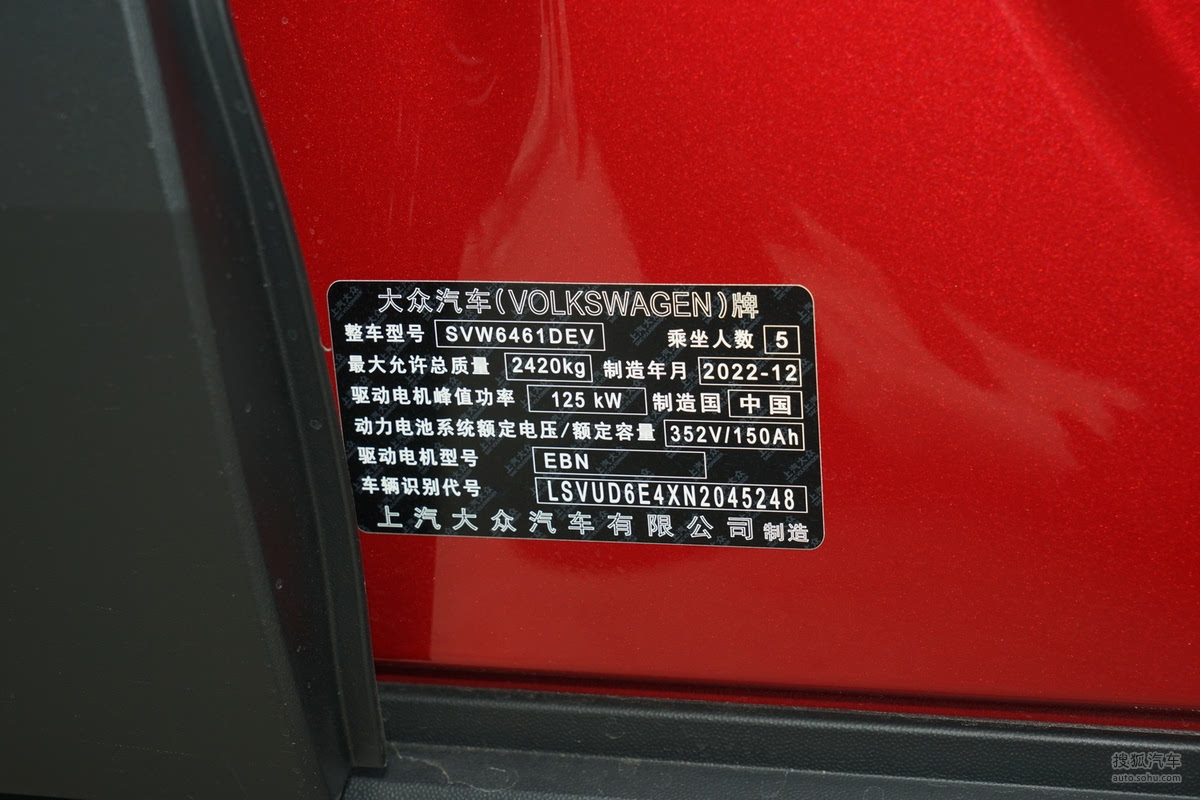 大众汽车(VOLKSWAGEN)牌
整车型号 SVW6461DEV 乘坐人数 5
最大允许总质量 2420kg 制造年月 2022-12
驱动电机峰值功率 125 kW 制造国 中国
动力电池系统额定电压/额定容量 352V/150Ah
驱动电机型号 EBN
车辆识别代号 LSVUD6E4XN2045248
上汽大众汽车有限公司 制造
搜狐汽车
auto.sohu.com